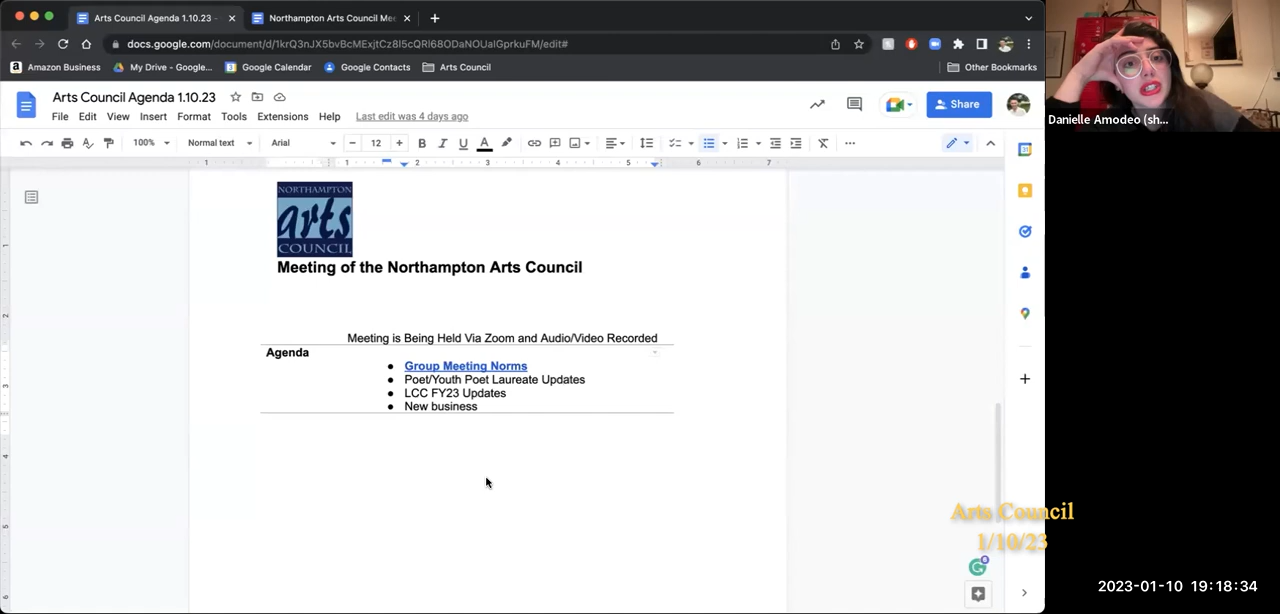 Arts Council Agenda 1.10.23 -
Northampton Arts Council Mee
docs.google.com/document/d/1krQ3nJX5bvBcMExjtCz8I5cQRI68ODaNOUaIGprkuFM/edit#
Amazon Business
My Drive - Google...
Google Calendar
Google Contacts
Arts Council
Other Bookmarks
Arts Council Agenda 1.10.23
File Edit View Insert Format Tools Extensions Help
Last edit was 4 days ago
Share
100% Normal text Arial 12
NORTHAMPTON
arts
COUNCIL
Meeting of the Northampton Arts Council
Meeting is Being Held Via Zoom and Audio/Video Recorded
Agenda
Group Meeting Norms
Poet/Youth Poet Laureate Updates
LCC FY23 Updates
New business
Danielle Amodeo (sh...
Arts Council
1/10/23
2023-01-10 19:18:34